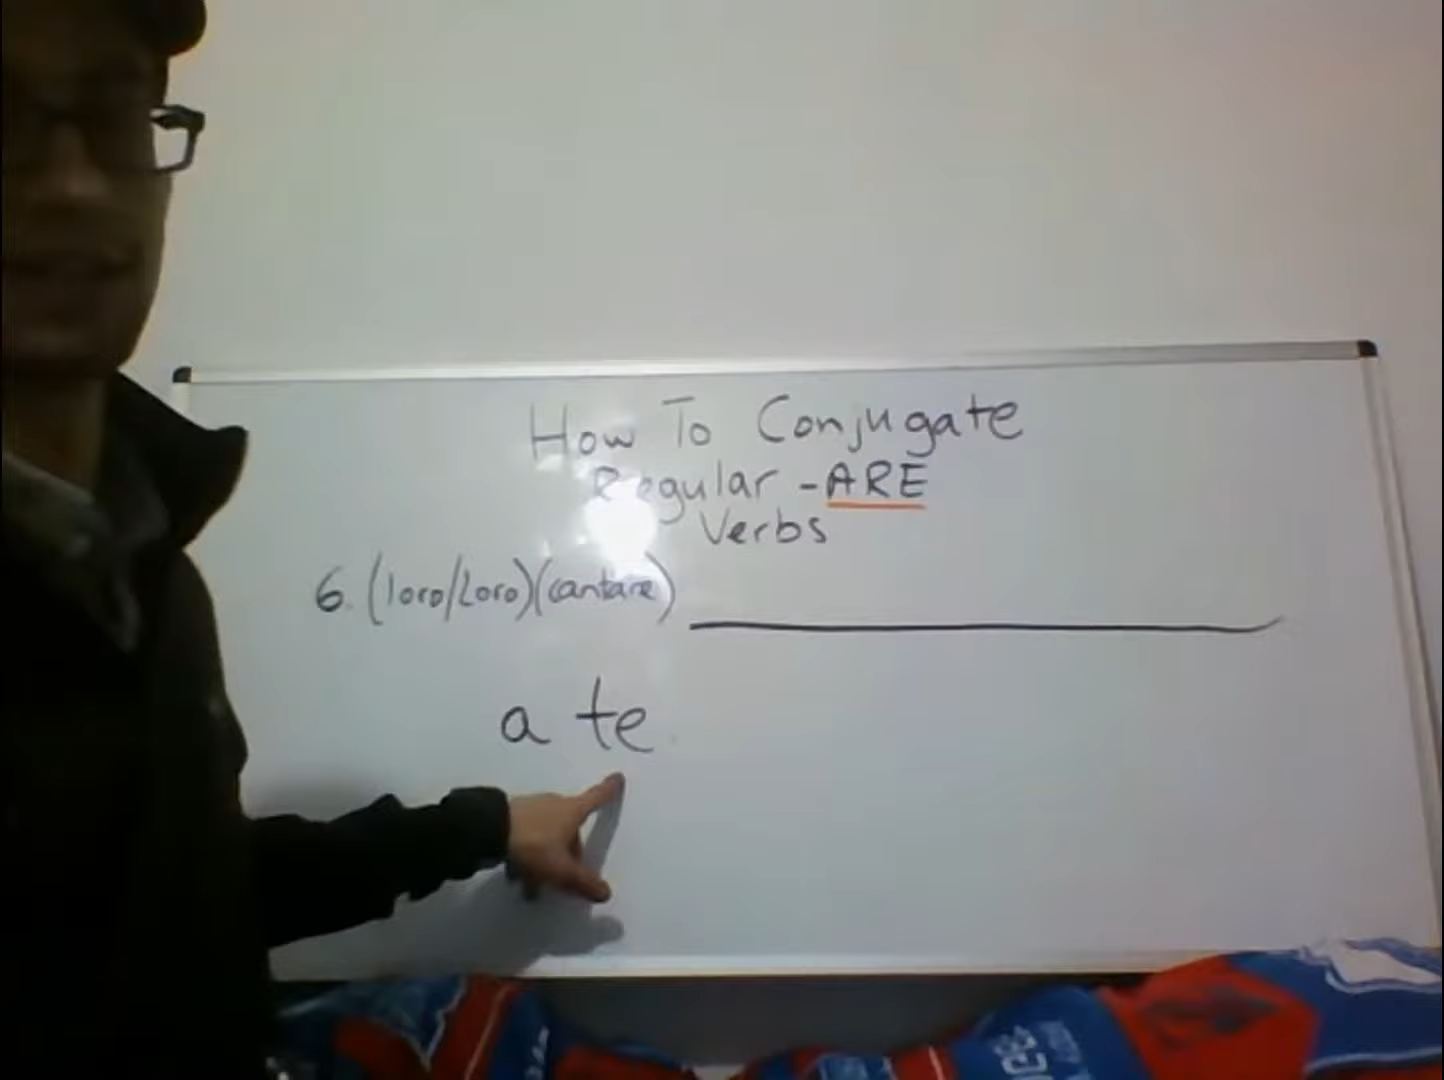 How To Conjugate
Regular -ARE
Verbs
6. (loro/Loro)(cantare)
a te